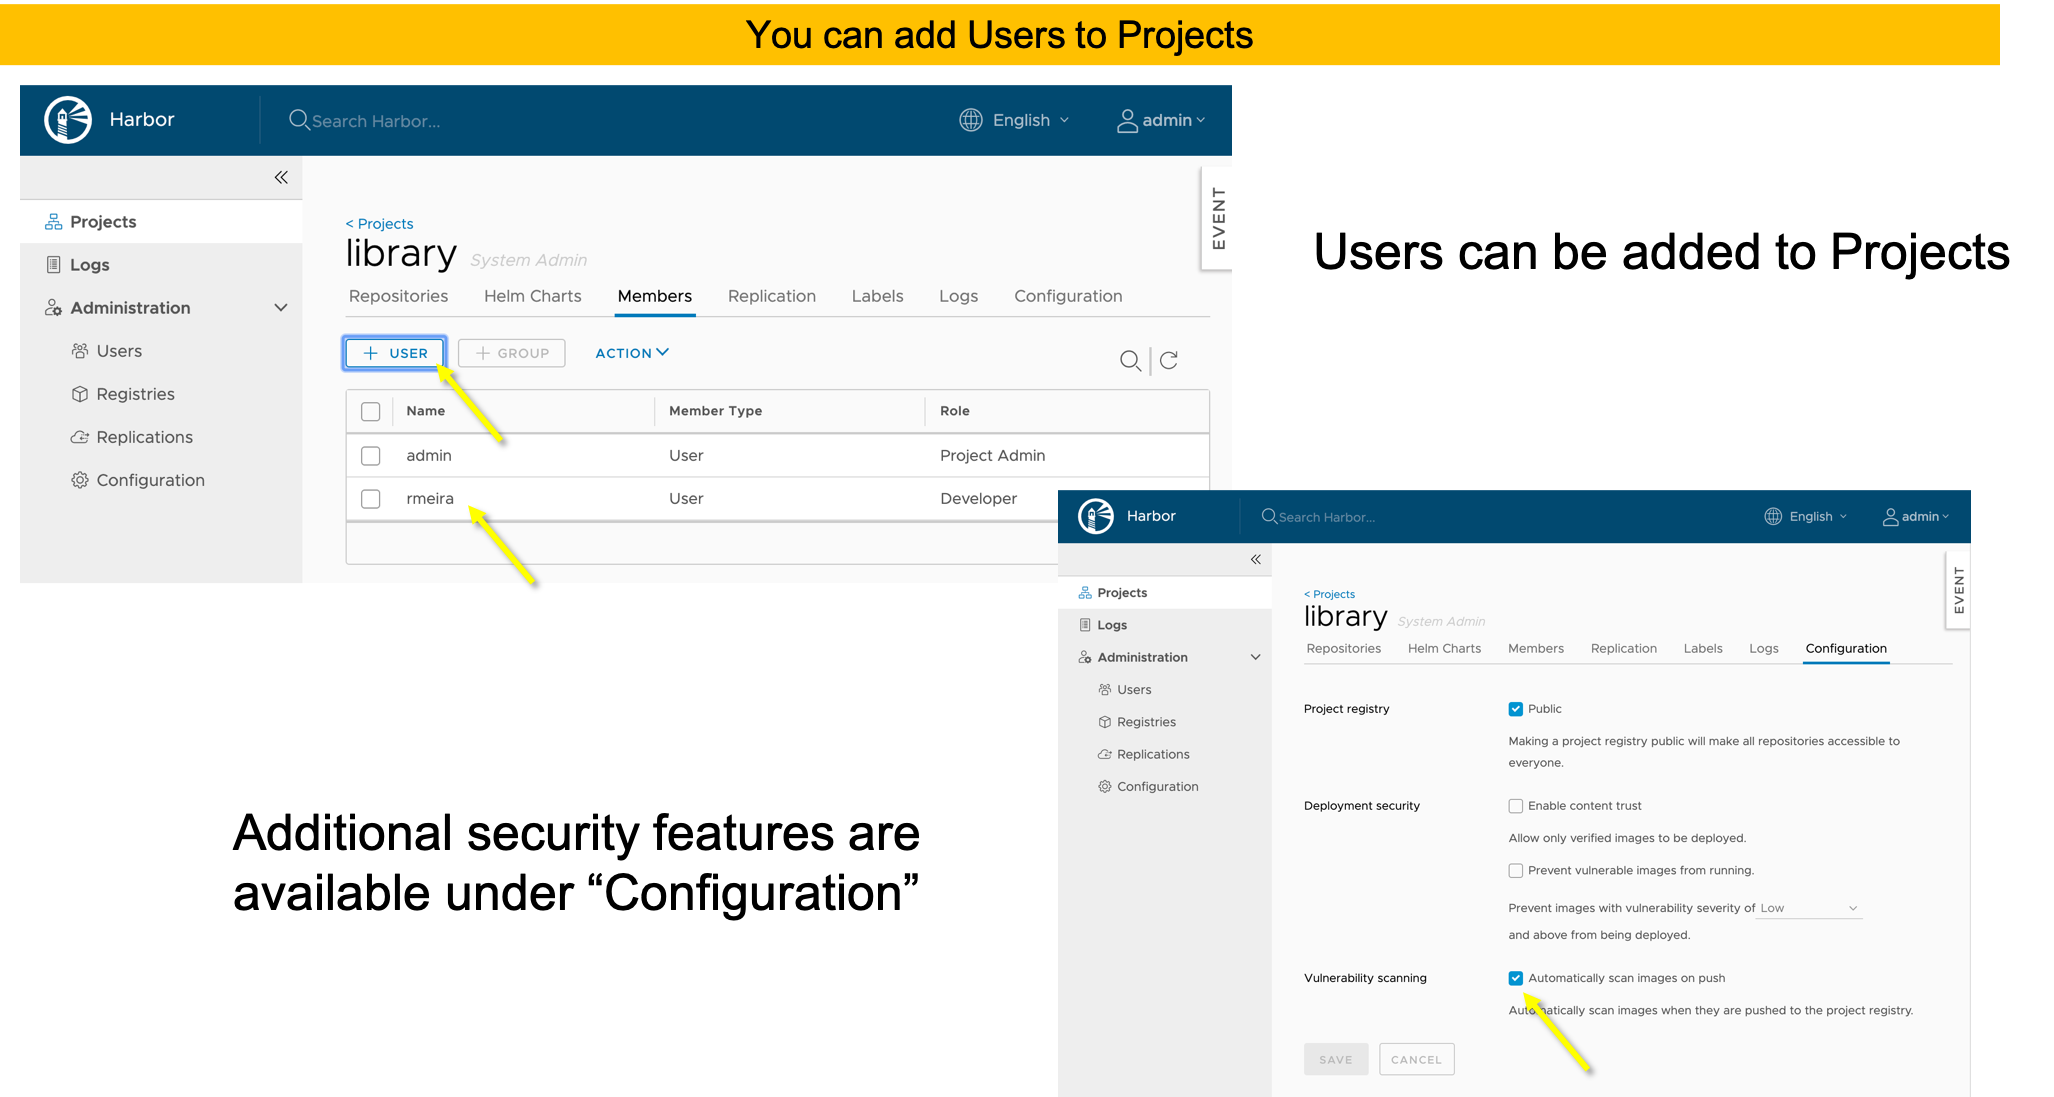 You can add Users to Projects
Harbor
Search Harbor...
English
admin
EVENT
Projects
Logs
Administration
Users
Registries
Replications
Configuration
< Projects
library System Admin
Repositories Helm Charts Members Replication Labels Logs Configuration
+ USER + GROUP ACTION
Name Member Type Role
admin User Project Admin
rmeira User Developer
Users can be added to Projects
Additional security features are
available under “Configuration”
Harbor
Search Harbor...
English
admin
EVENT
Projects
Logs
Administration
Users
Registries
Replications
Configuration
< Projects
library System Admin
Repositories Helm Charts Members Replication Labels Logs Configuration
Project registry Public
Making a project registry public will make all repositories accessible to
everyone.
Deployment security Enable content trust
Allow only verified images to be deployed.
Prevent vulnerable images from running.
Prevent images with vulnerability severity of Low
and above from being deployed.
Vulnerability scanning Automatically scan images on push
Automatically scan images when they are pushed to the project registry.
SAVE CANCEL